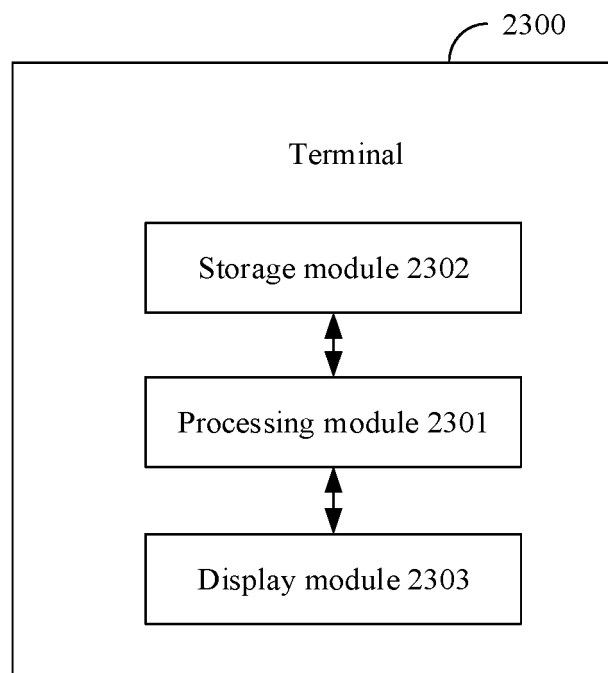 2300
Terminal
Storage module 2302
Processing module 2301
Display module 2303